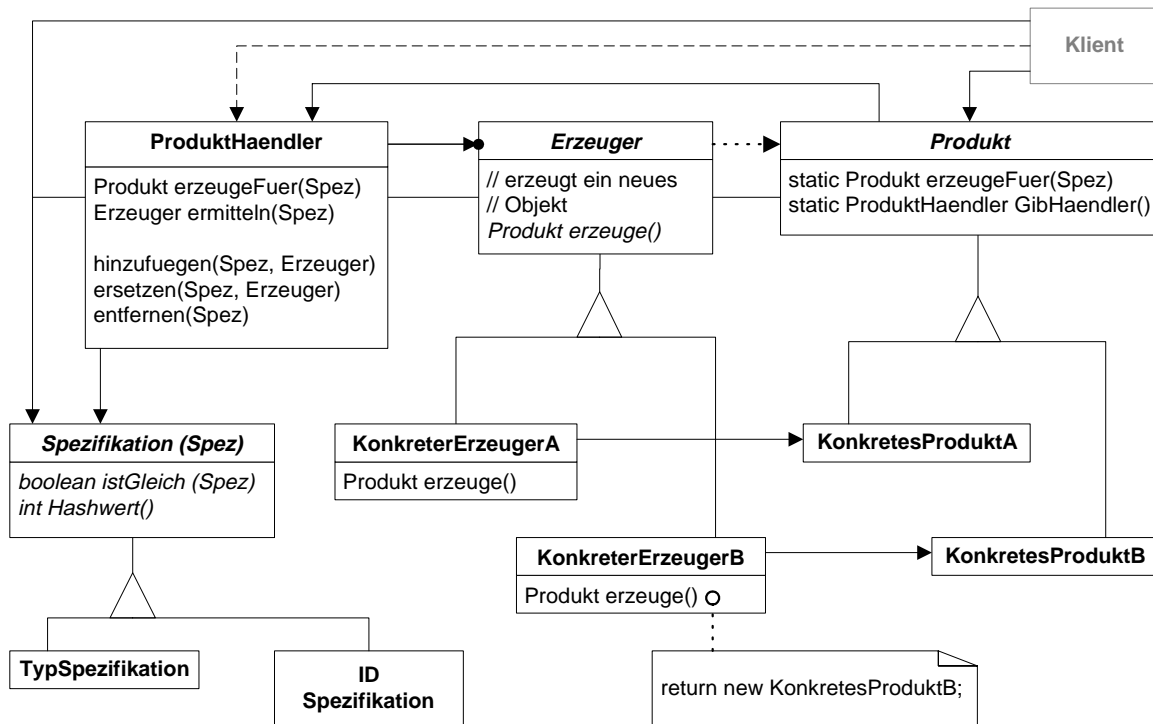 Klient
ProduktHaendler
Produkt erzeugeFuer(Spez)
Erzeuger ermitteln(Spez)
hinzufuegen(Spez, Erzeuger)
ersetzen(Spez, Erzeuger)
entfernen(Spez)
Erzeuger
// erzeugt ein neues
// Objekt
Produkt erzeuge()
Produkt
static Produkt erzeugeFuer(Spez)
static ProduktHaendler GibHaendler()
Spezifikation (Spez)
boolean istGleich (Spez)
int Hashwert()
KonkreterErzeugerA
Produkt erzeuge()
KonkretesProduktA
KonkreterErzeugerB
Produkt erzeuge()
KonkretesProduktB
TypSpezifikation
ID
Spezifikation
return new KonkretesProduktB;